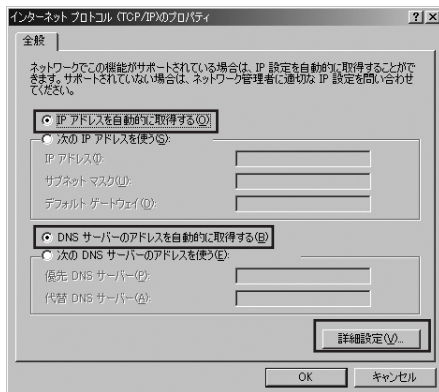 インターネット プロトコル (TCP/IP)のプロパティ
全般
ネットワークでこの機能がサポートされている場合は、IP 設定を自動的に取得することがで
きます。サポートされていない場合は、ネットワーク管理者に適切な IP 設定を問い合わせ
てください。
IP アドレスを自動的に取得する(O)
次の IP アドレスを使う(S):
IP アドレス(I):
サブネット マスク(U):
デフォルト ゲートウェイ(D):
DNS サーバーのアドレスを自動的に取得する(B)
次の DNS サーバーのアドレスを使う(E):
優先 DNS サーバー(P):
代替 DNS サーバー(A):
詳細設定(V)...
OK
キャンセル